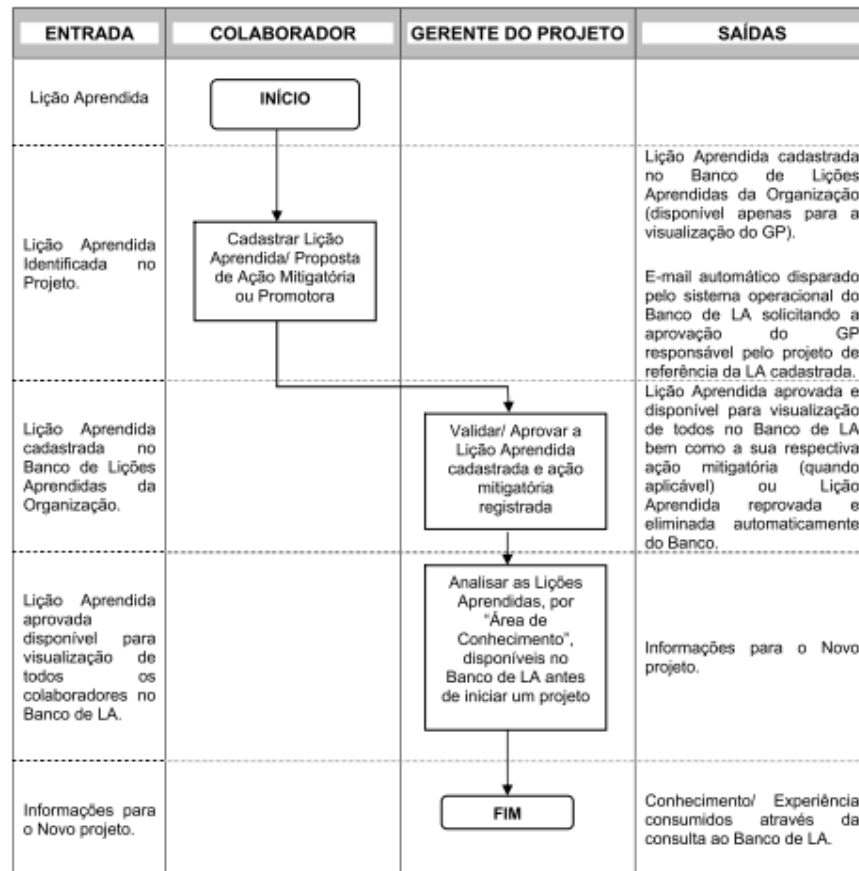 ENTRADA
COLABORADOR
GERENTE DO PROJETO
SAÍDAS
Lição Aprendida
INÍCIO
Lição Aprendida
Identificada no
Projeto.
Cadastrar Lição
Aprendida/ Proposta
de Ação Mitigatória
ou Promotora
Lição Aprendida cadastrada
no Banco de Lições
Aprendidas da Organização
(disponível apenas para a
visualização do GP).
E-mail automático disparado
pelo sistema operacional do
Banco de LA solicitando a
aprovação do GP
responsável pelo projeto de
referência da LA cadastrada.
Lição Aprendida
cadastrada no
Banco de Lições
Aprendidas da
Organização.
Validar/ Aprovar a
Lição Aprendida
cadastrada e ação
mitigatória
registrada
Lição Aprendida aprovada e
disponível para visualização
de todos no Banco de LA
bem como a sua respectiva
ação mitigatória (quando
aplicável) ou Lição
Aprendida reprovada e
eliminada automaticamente
do Banco.
Lição Aprendida
aprovada
disponível para
visualização de
todos os
colaboradores no
Banco de LA.
Analisar as Lições
Aprendidas, por
“Área de
Conhecimento”,
disponíveis no
Banco de LA antes
de iniciar um projeto
Informações para o Novo
projeto.
Informações para
o Novo projeto.
FIM
Conhecimento/ Experiência
consumidos através da
consulta ao Banco de LA.